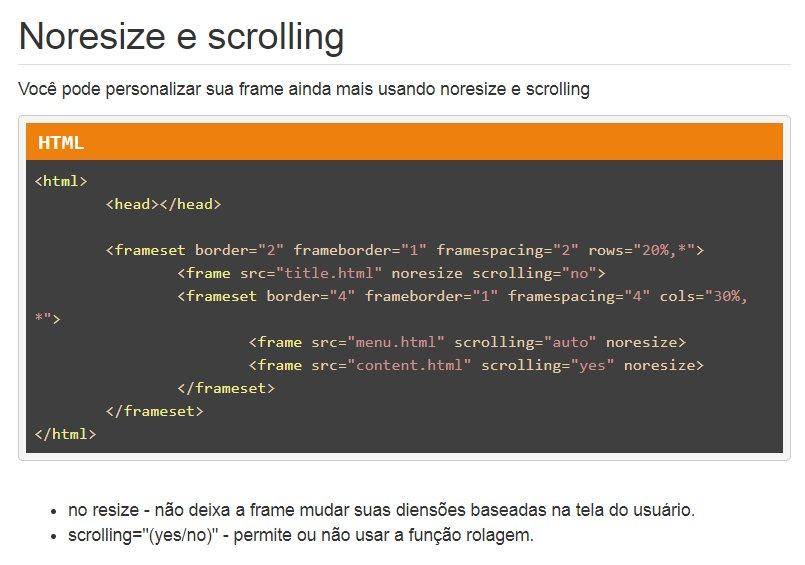 Noresize e scrolling
Você pode personalizar sua frame ainda mais usando noresize e scrolling
HTML
<html>
<head></head>
<frameset border="2" frameborder="1" framespacing="2" rows="20%,*">
<frame src="title.html" noresize scrolling="no">
<frameset border="4" frameborder="1" framespacing="4" cols="30%,
*">
<frame src="menu.html" scrolling="auto" noresize>
<frame src="content.html" scrolling="yes" noresize>
</frameset>
</frameset>
</html>
• no resize - não deixa a frame mudar suas diensões baseadas na tela do usuário.
• scrolling="(yes/no)" - permite ou não usar a função rolagem.